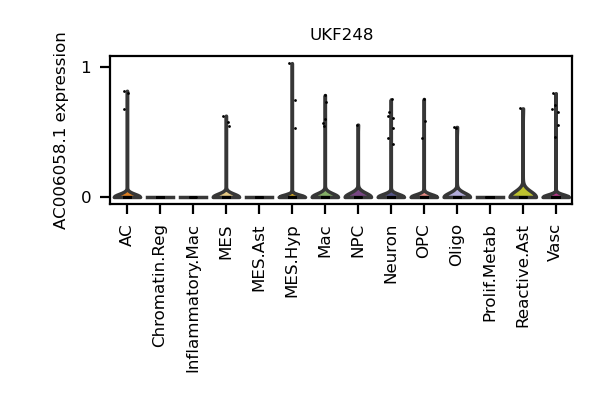 UKF248
AC006058.1 expression
1
0
AC
Chromatin.Reg
Inflammatory.Mac
MES
MES.Ast
MES.Hyp
Mac
NPC
Neuron
OPC
Oligo
Prolif.Metab
Reactive.Ast
Vasc